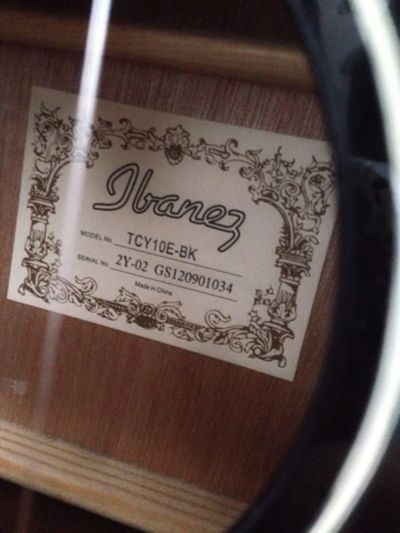 Ibanez
MODEL No. TCY10E-BK
SERIAL No. 2Y-02 GS120901034
Made in China